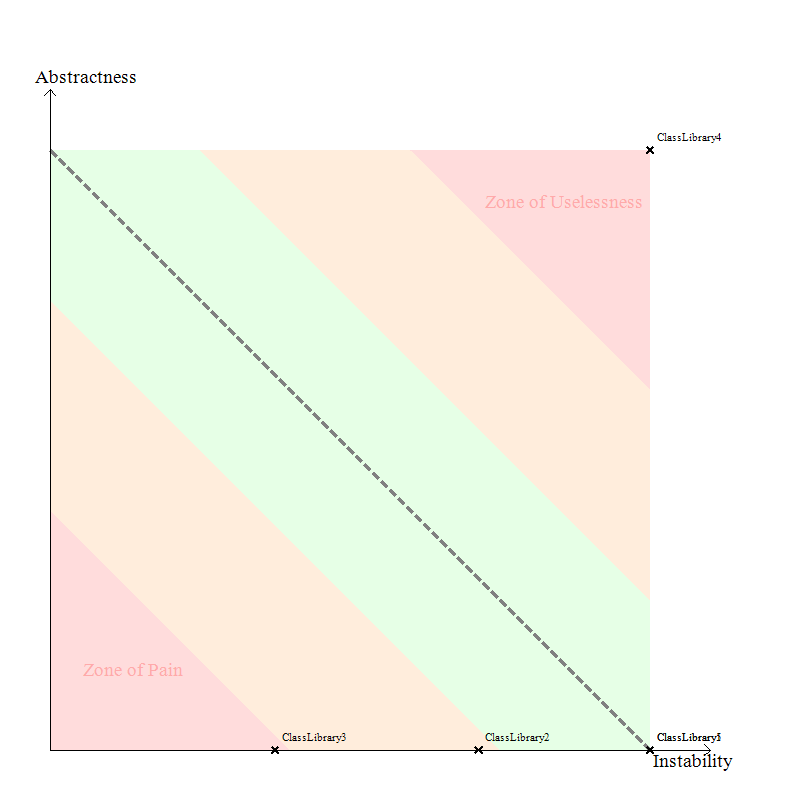 Abstractness
ClassLibrary4
Zone of Uselessness
Zone of Pain
ClassLibrary3
ClassLibrary2
Instability